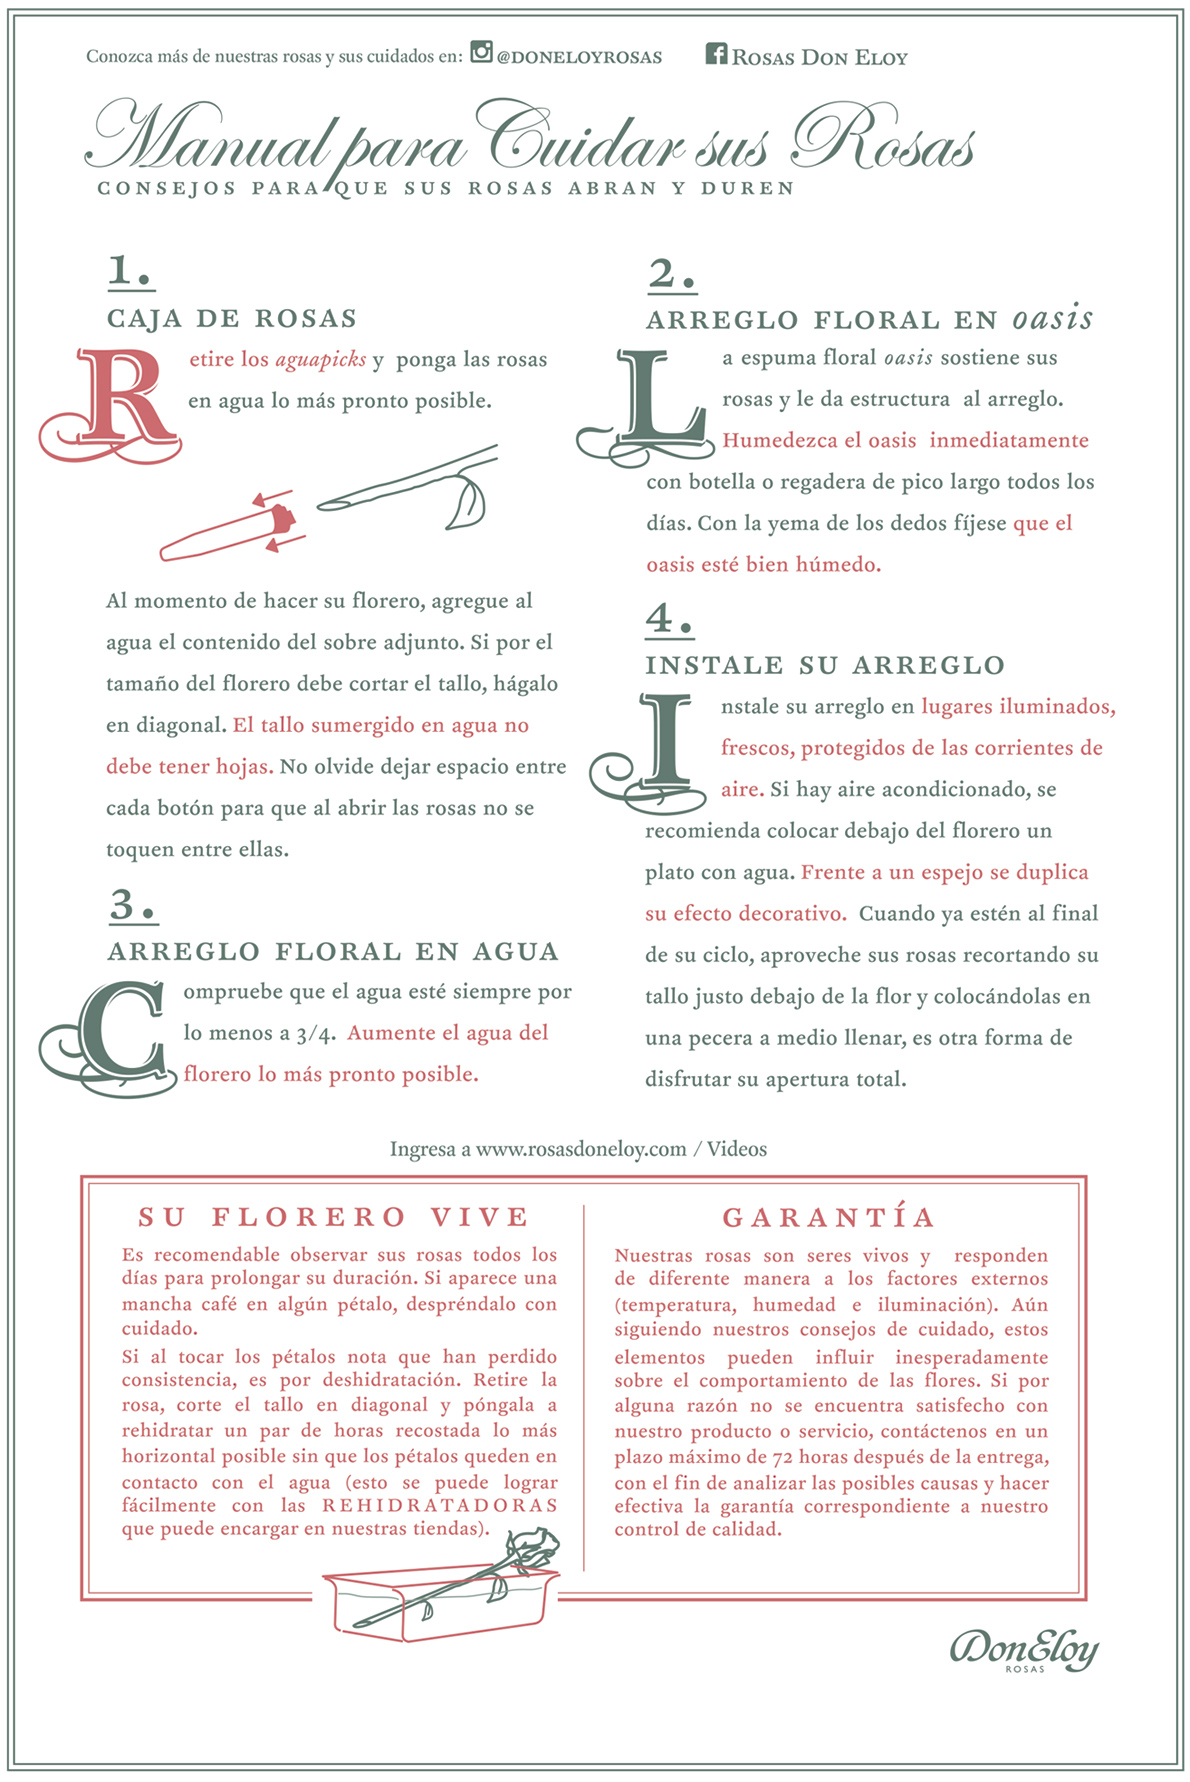 Conozca más de nuestras rosas y sus cuidados en: @DONELOYROSAS ROSAS DON ELOY
Manual para Cuidar sus Rosas
CONSEJOS PARA QUE SUS ROSAS ABRAN Y DUREN
1.
CAJA DE ROSAS
Retire los aguapicks y ponga las rosas
en agua lo más pronto posible.
Al momento de hacer su florero, agregue al
agua el contenido del sobre adjunto. Si por el
tamaño del florero debe cortar el tallo, hágalo
en diagonal. El tallo sumergido en agua no
debe tener hojas. No olvide dejar espacio entre
cada botón para que al abrir las rosas no se
toquen entre ellas.
2.
ARREGLO FLORAL EN oasis
La espuma floral oasis sostiene sus
rosas y le da estructura al arreglo.
Humedezca el oasis inmediatamente
con botella o regadera de pico largo todos los
días. Con la yema de los dedos fíjese que el
oasis esté bien húmedo.
3.
ARREGLO FLORAL EN AGUA
Compruebe que el agua esté siempre por
lo menos a 3/4. Aumente el agua del
florero lo más pronto posible.
4.
INSTALE SU ARREGLO
Instale su arreglo en lugares iluminados,
frescos, protegidos de las corrientes de
aire. Si hay aire acondicionado, se
recomienda colocar debajo del florero un
plato con agua. Frente a un espejo se duplica
su efecto decorativo. Cuando ya estén al final
de su ciclo, aproveche sus rosas recortando su
tallo justo debajo de la flor y colocándolas en
una pecera a medio llenar, es otra forma de
disfrutar su apertura total.
Ingresa a www.rosasdoneloy.com / Videos
SU FLORERO VIVE
Es recomendable observar sus rosas todos los
días para prolongar su duración. Si aparece una
mancha café en algún pétalo, despréndalo con
cuidado.
Si al tocar los pétalos nota que han perdido
consistencia, es por deshidratación. Retire la
rosa, corte el tallo en diagonal y póngala a
rehidratar un par de horas recostada lo más
horizontal posible sin que los pétalos queden en
contacto con el agua (esto se puede lograr
fácilmente con las REHIDRATADORAS
que puede encargar en nuestras tiendas).
GARANTÍA
Nuestras rosas son seres vivos y responden
de diferente manera a los factores externos
(temperatura, humedad e iluminación). Aún
siguiendo nuestros consejos de cuidado, estos
elementos pueden influir inesperadamente
sobre el comportamiento de las flores. Si por
alguna razón no se encuentra satisfecho con
nuestro producto o servicio, contáctenos en un
plazo máximo de 72 horas después de la entrega,
con el fin de analizar las posibles causas y hacer
efectiva la garantía correspondiente a nuestro
control de calidad.
DonEloy
ROSAS